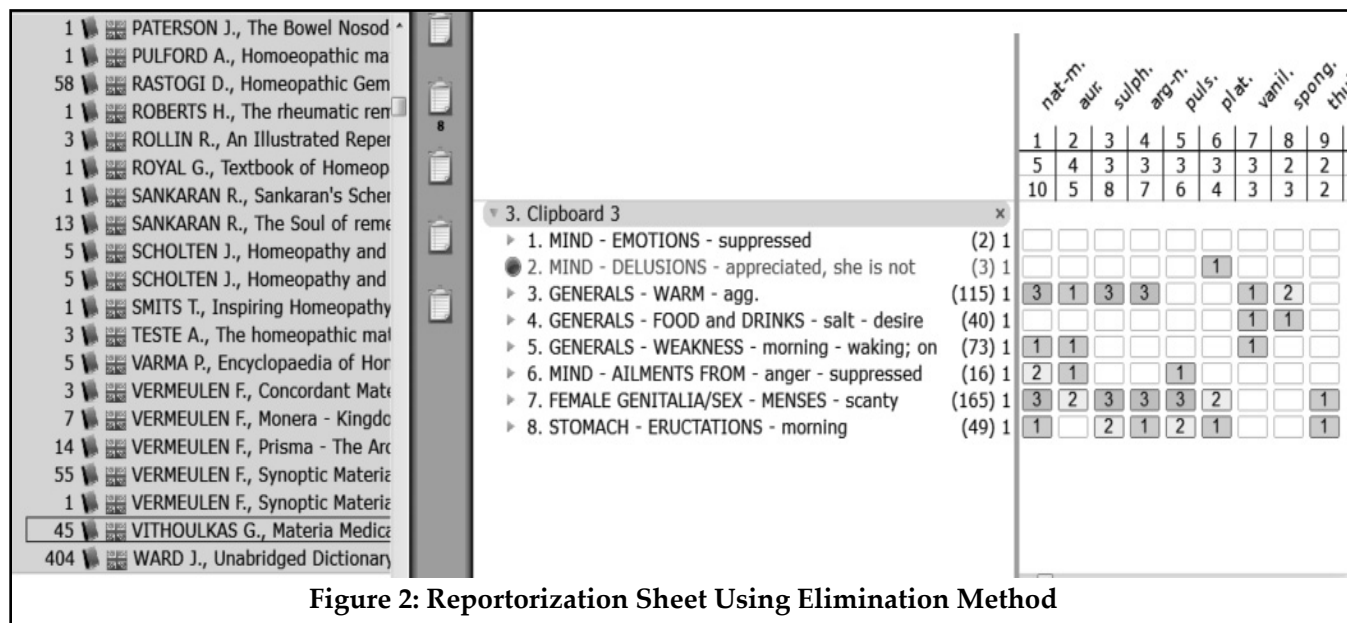 1 PATERSON J., The Bowel Nosod
1 PULFORD A., Homoeopathic ma
58 RASTOGI D., Homeopathic Gem
1 ROBERTS H., The rheumatic rem
3 ROLLIN R., An Illustrated Reper
1 ROYAL G., Textbook of Homeop
1 SANKARAN R., Sankaran's Scher
13 SANKARAN R., The Soul of reme
5 SCHOLTEN J., Homeopathy and
5 SCHOLTEN J., Homeopathy and
1 SMITS T., Inspiring Homeopathy
3 TESTE A., The homeopathic mat
5 VARMA P., Encyclopaedia of Hor
3 VERMEULEN F., Concordant Mate
7 VERMEULEN F., Monera - Kingdo
14 VERMEULEN F., Prisma - The Arc
55 VERMEULEN F., Synoptic Materia
1 VERMEULEN F., Synoptic Materia
45 VITHOULKAS G., Materia Medica
404 WARD J., Unabridged Dictionary
8
nat-m. aur. sulph. arg-n. puls. plat. vanil. spong. thu
1 2 3 4 5 6 7 8 9
5 4 3 3 3 3 3 2 2
10 5 8 7 6 4 3 3 2
3. Clipboard 3 x
1. MIND - EMOTIONS - suppressed (2) 1
2. MIND - DELUSIONS - appreciated, she is not (3) 1 1
3. GENERALS - WARM - agg. (115) 1 3 1 3 3 1 2
4. GENERALS - FOOD and DRINKS - salt - desire (40) 1 1 1
5. GENERALS - WEAKNESS - morning - waking; on (73) 1 1 1 1
6. MIND - AILMENTS FROM - anger - suppressed (16) 1 2 1 1
7. FEMALE GENITALIA/SEX - MENSES - scanty (165) 1 3 2 3 3 3 2 1
8. STOMACH - ERUCTATIONS - morning (49) 1 1 2 1 2 1 1
Figure 2: Reportorization Sheet Using Elimination Method